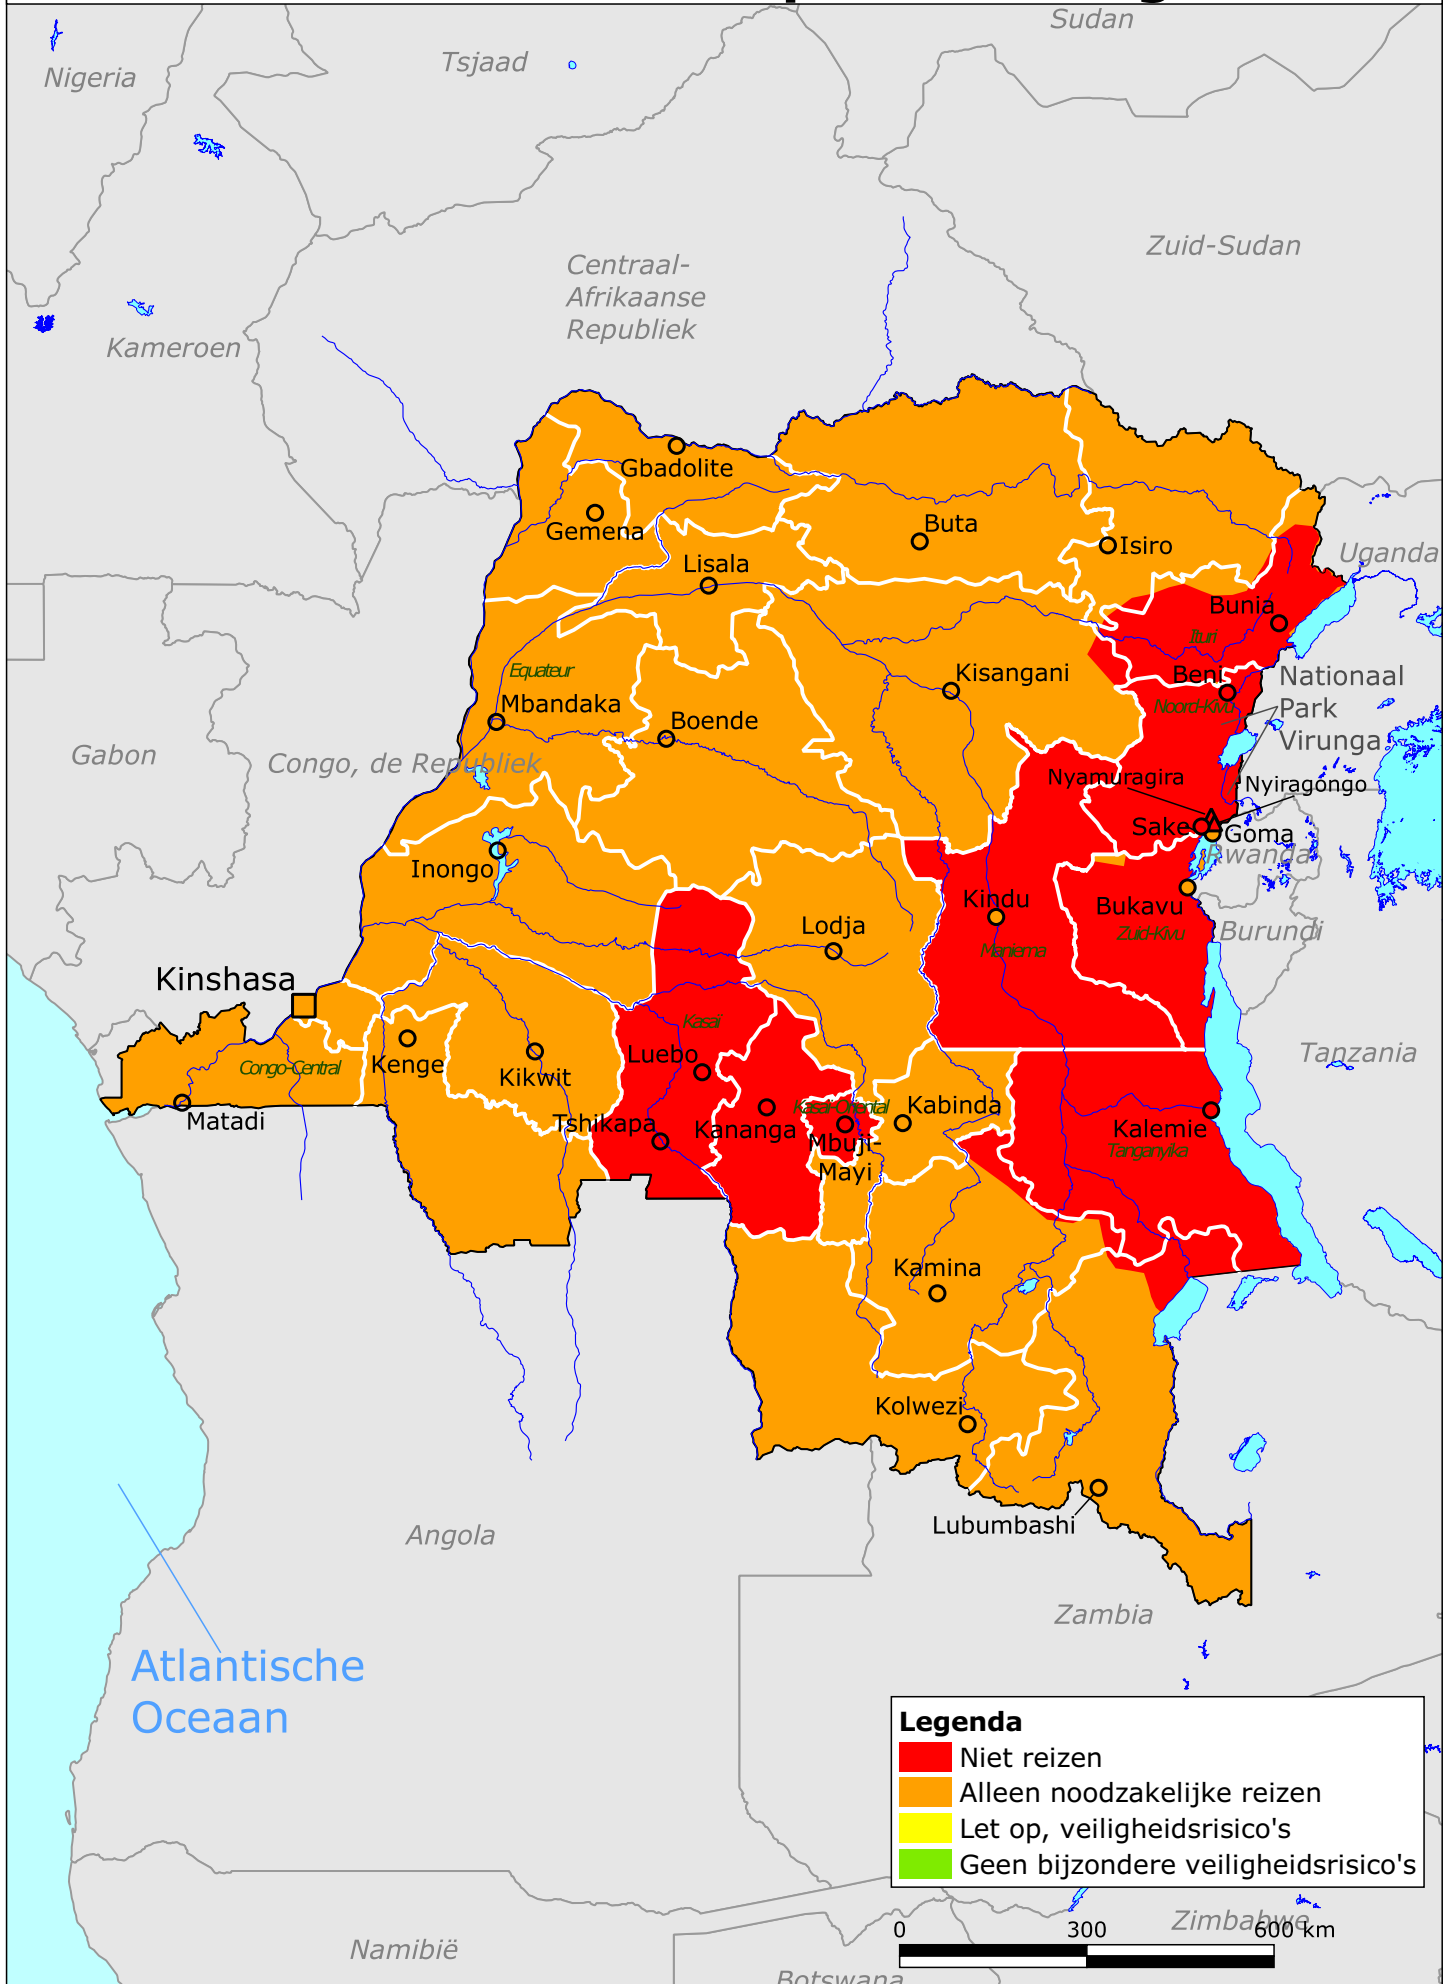 Sudan
Tsjaad
Nigeria
Zuid-Sudan
Centraal-
Afrikaanse
Republiek
Kameroen
Gbadolite
Gemena
Buta
Isiro
Uganda
Lisala
Bunia
Ituri
Equateur
Kisangani
Beni
Nationaal
Park
Virunga
Noord-Kivu
Mbandaka
Boende
Gabon
Congo, de Republiek
Nyamuragira
Nyiragongo
Sake
Goma
Rwanda
Inongo
Kindu
Bukavu
Lodja
Zuid-Kivu
Burundi
Maniema
Kinshasa
Kasaï
Luebo
Kenge
Kikwit
Congo-Central
Tanzania
Matadi
Tshikapa
Kananga
Kasaï-Oriental
Kabinda
Mbuji-
Mayi
Kalemie
Tanganyika
Kamina
Kolwezi
Lubumbashi
Angola
Zambia
Atlantische
Oceaan
Legenda
Niet reizen
Alleen noodzakelijke reizen
Let op, veiligheidsrisico's
Geen bijzondere veiligheidsrisico's
Zimbabwe
0 300 600 km
Namibië
Botswana